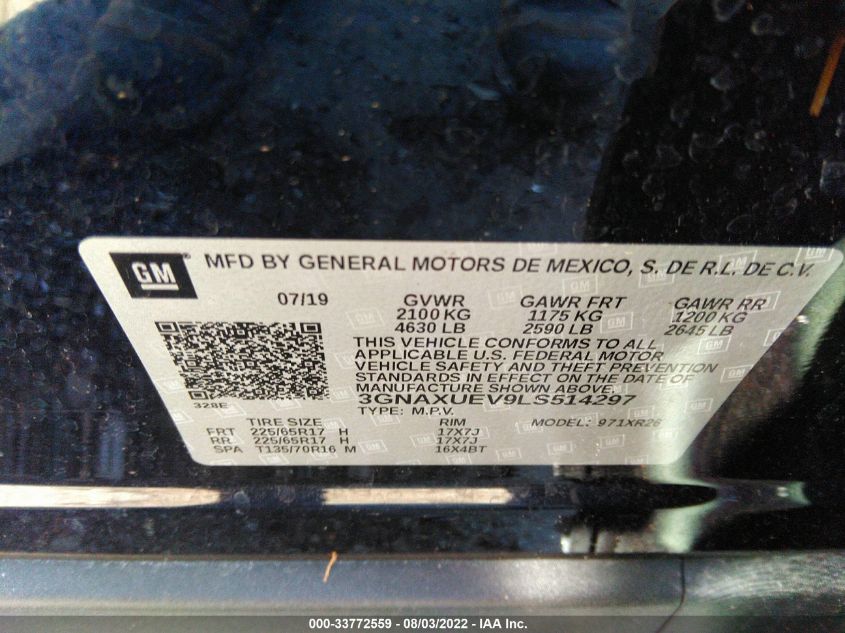 GM MFD BY GENERAL MOTORS DE MEXICO, S. DE R.L. DE C.V.
07/19 GVWR GAWR FRT GAWR RR
2100 KG 1175 KG 1200 KG
4630 LB 2590 LB 2645 LB
THIS VEHICLE CONFORMS TO ALL
APPLICABLE U.S. FEDERAL MOTOR
VEHICLE SAFETY AND THEFT PREVENTION
STANDARDS IN EFFECT ON THE DATE OF
MANUFACTURE SHOWN ABOVE.
328E 3GNAXUEV9LS514297
TYPE: M.P.V.
TIRE SIZE RIM MODEL: 971XR26
FRT 225/65R17 H 17X7J
RR 225/65R17 H 17X7J
SPA T135/70R16 M 16X4BT
000-33772559 - 08/03/2022 - IAA Inc.